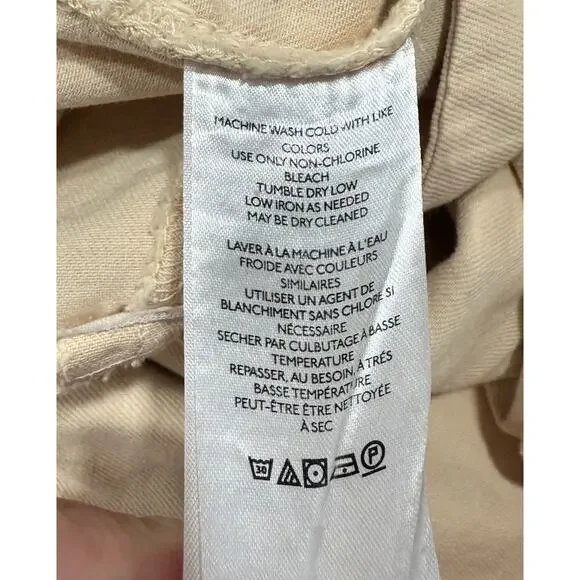 MACHINE WASH COLD WITH LIKE
COLORS
USE ONLY NON-CHLORINE
BLEACH
TUMBLE DRY LOW
LOW IRON AS NEEDED
MAY BE DRY CLEANED
LAVER À LA MACHINE À L'EAU
FROIDE AVEC COULEURS
SIMILAIRES
UTILISER UN AGENT DE
BLANCHIMENT SANS CHLORE SI
NÉCESSAIRE
SECHER PAR CULBUTAGE À BASSE
TEMPERATURE
REPASSER, AU BESOIN, À TRÉS
BASSE TEMPÉRATURE
PEUT-ÊTRE ÊTRE NETTOYÉE
À SEC
30 P